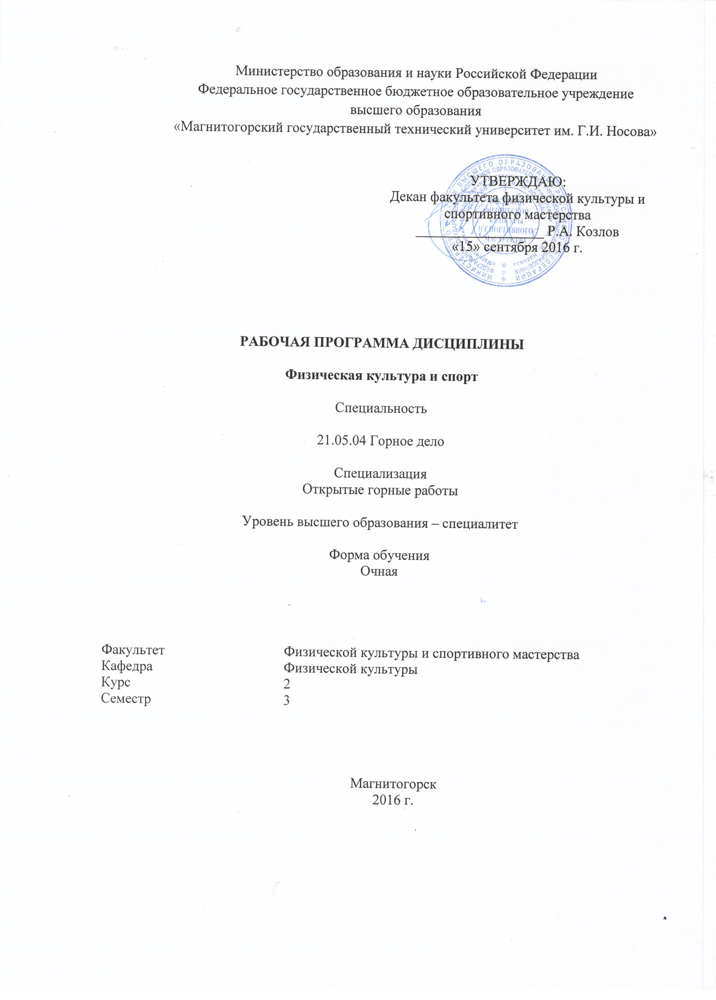 Министерство образования и науки Российской Федерации
Федеральное государственное бюджетное образовательное учреждение
высшего образования
«Магнитогорский государственный технический университет им. Г.И. Носова»
УТВЕРЖДАЮ:
Декан факультета физической культуры и
спортивного мастерства
Р.А. Козлов
«15» сентября 2016 г.
РАБОЧАЯ ПРОГРАММА ДИСЦИПЛИНЫ
Физическая культура и спорт
Специальность
21.05.04 Горное дело
Специализация
Открытые горные работы
Уровень высшего образования – специалитет
Форма обучения
Очная
Факультет Физической культуры и спортивного мастерства
Кафедра Физической культуры
Курс 2
Семестр 3
Магнитогорск
2016 г.